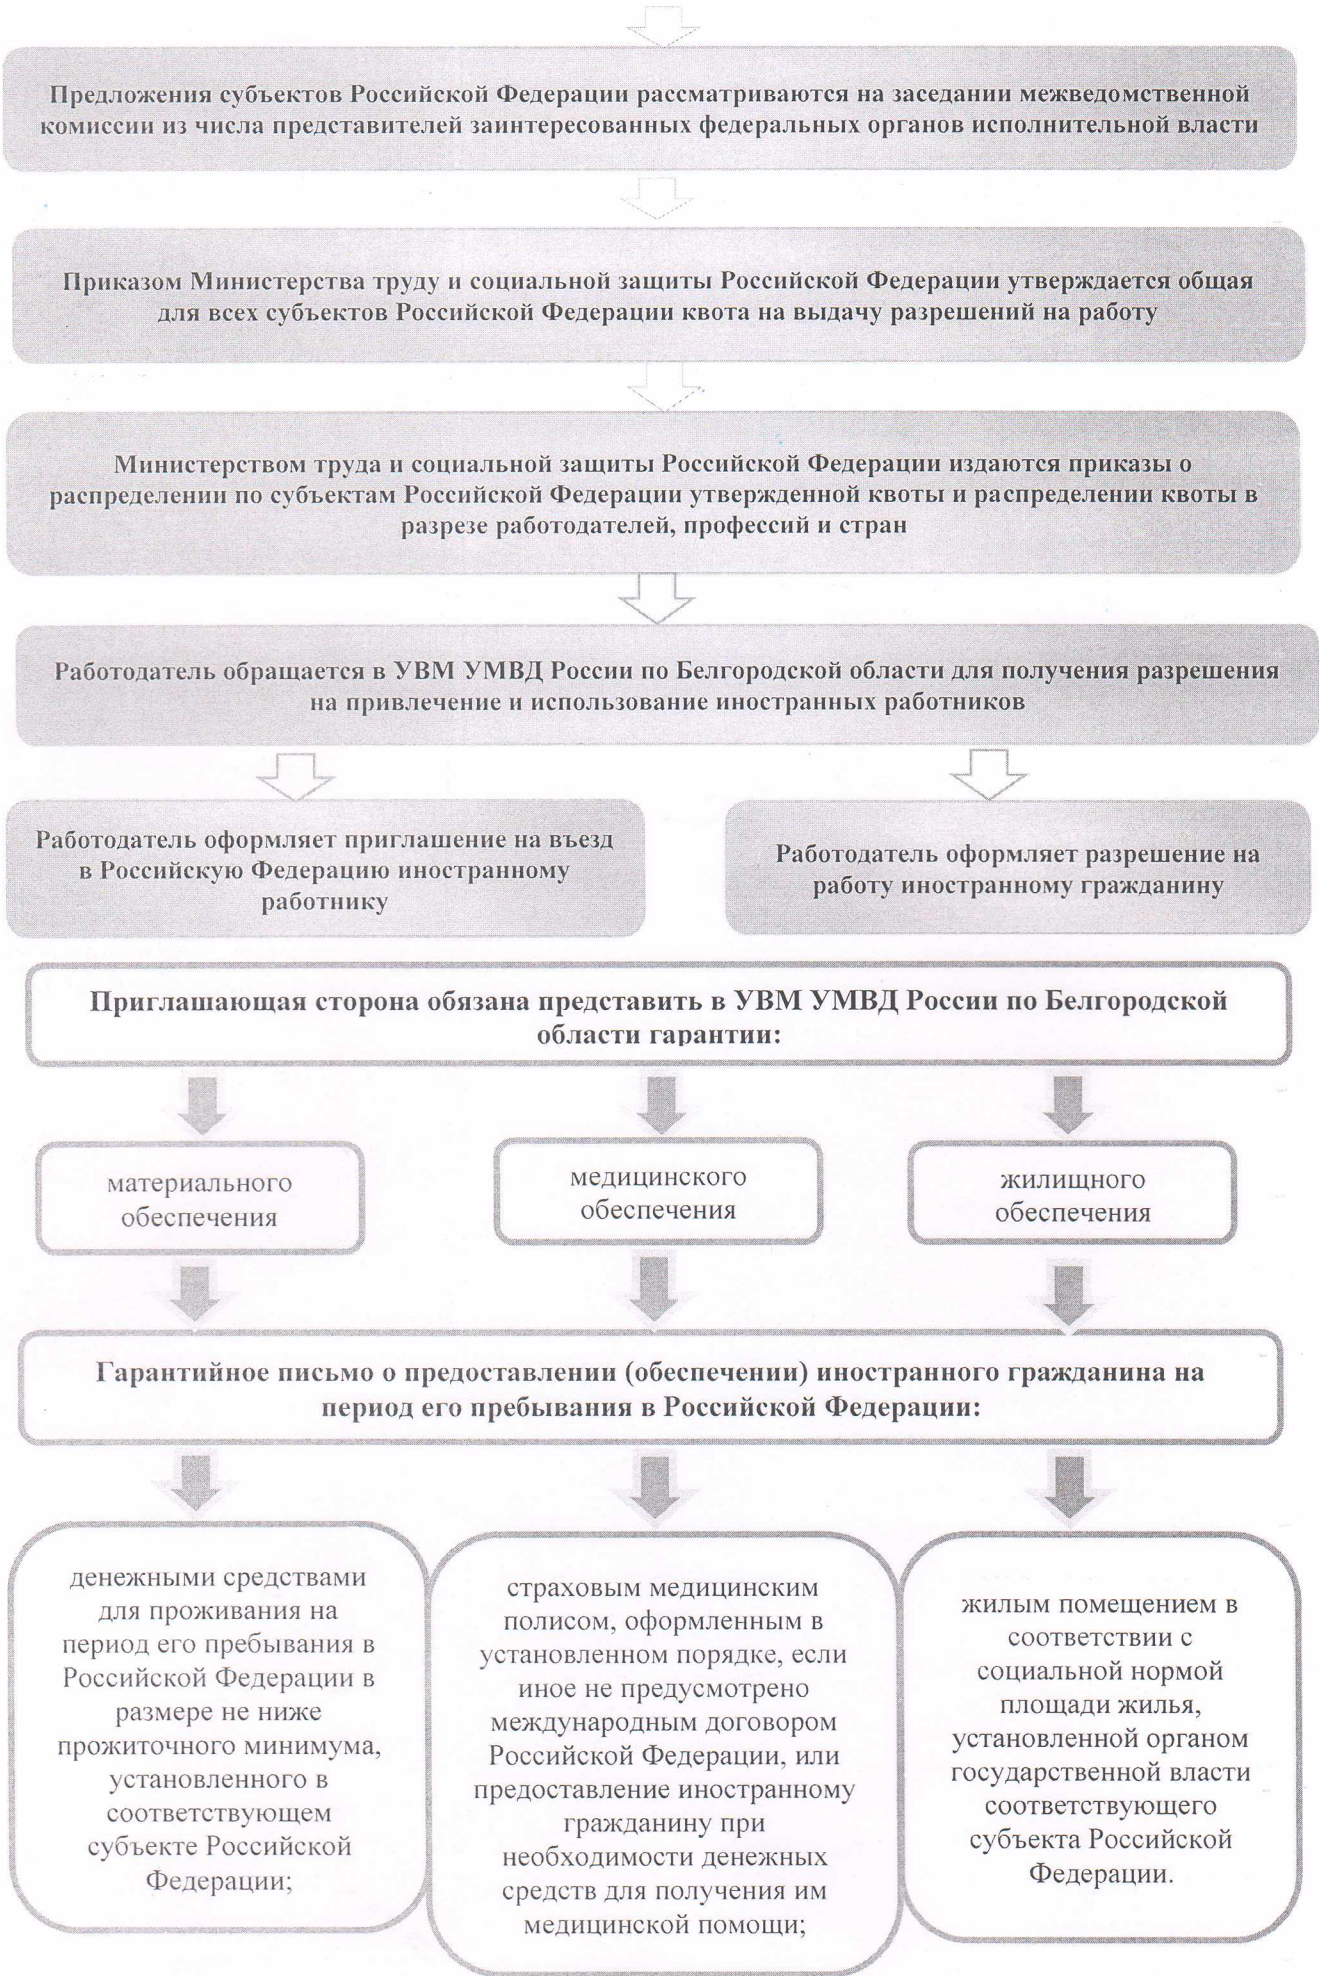 Предложения субъектов Российской Федерации рассматриваются на заседании межведомственной
комиссии из числа представителей заинтересованных федеральных органов исполнительной власти
Приказом Министерства труду и социальной защиты Российской Федерации утверждается общая
для всех субъектов Российской Федерации квота на выдачу разрешений на работу
Министерством труда и социальной защиты Российской Федерации издаются приказы о
распределении по субъектам Российской Федерации утвержденной квоты и распределении квоты в
разрезе работодателей, профессий и стран
Работодатель обращается в УВМ УМВД России по Белгородской области для получения разрешения
на привлечение и использование иностранных работников
Работодатель оформляет приглашение на въезд
в Российскую Федерацию иностранному
работнику
Работодатель оформляет разрешение на
работу иностранному гражданину
Приглашающая сторона обязана представить в УВМ УМВД России по Белгородской
области гарантии:
материального
обеспечения
медицинского
обеспечения
жилищного
обеспечения
Гарантийное письмо о предоставлении (обеспечении) иностранного гражданина на
период его пребывания в Российской Федерации:
денежными средствами
для проживания на
период его пребывания в
Российской Федерации в
размере не ниже
прожиточного минимума,
установленного в
соответствующем
субъекте Российской
Федерации;
страховым медицинским
полисом, оформленным в
установленном порядке, если
иное не предусмотрено
международным договором
Российской Федерации, или
предоставление иностранному
гражданину при
необходимости денежных
средств для получения им
медицинской помощи;
жилым помещением в
соответствии с
социальной нормой
площади жилья,
установленной органом
государственной власти
соответствующего
субъекта Российской
Федерации.